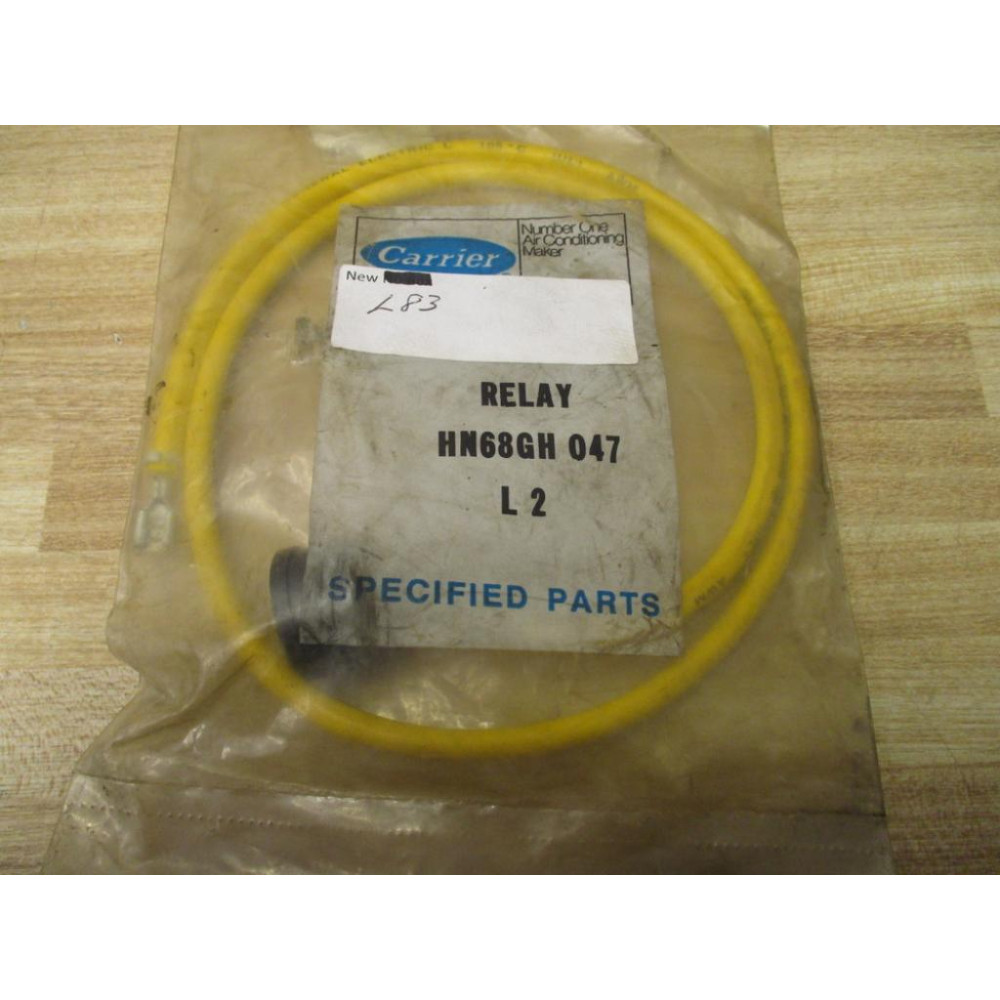 Carrier
Number One
Air Conditioning
Maker
New
L83
RELAY
HN68GH 047
L 2
SPECIFIED PARTS